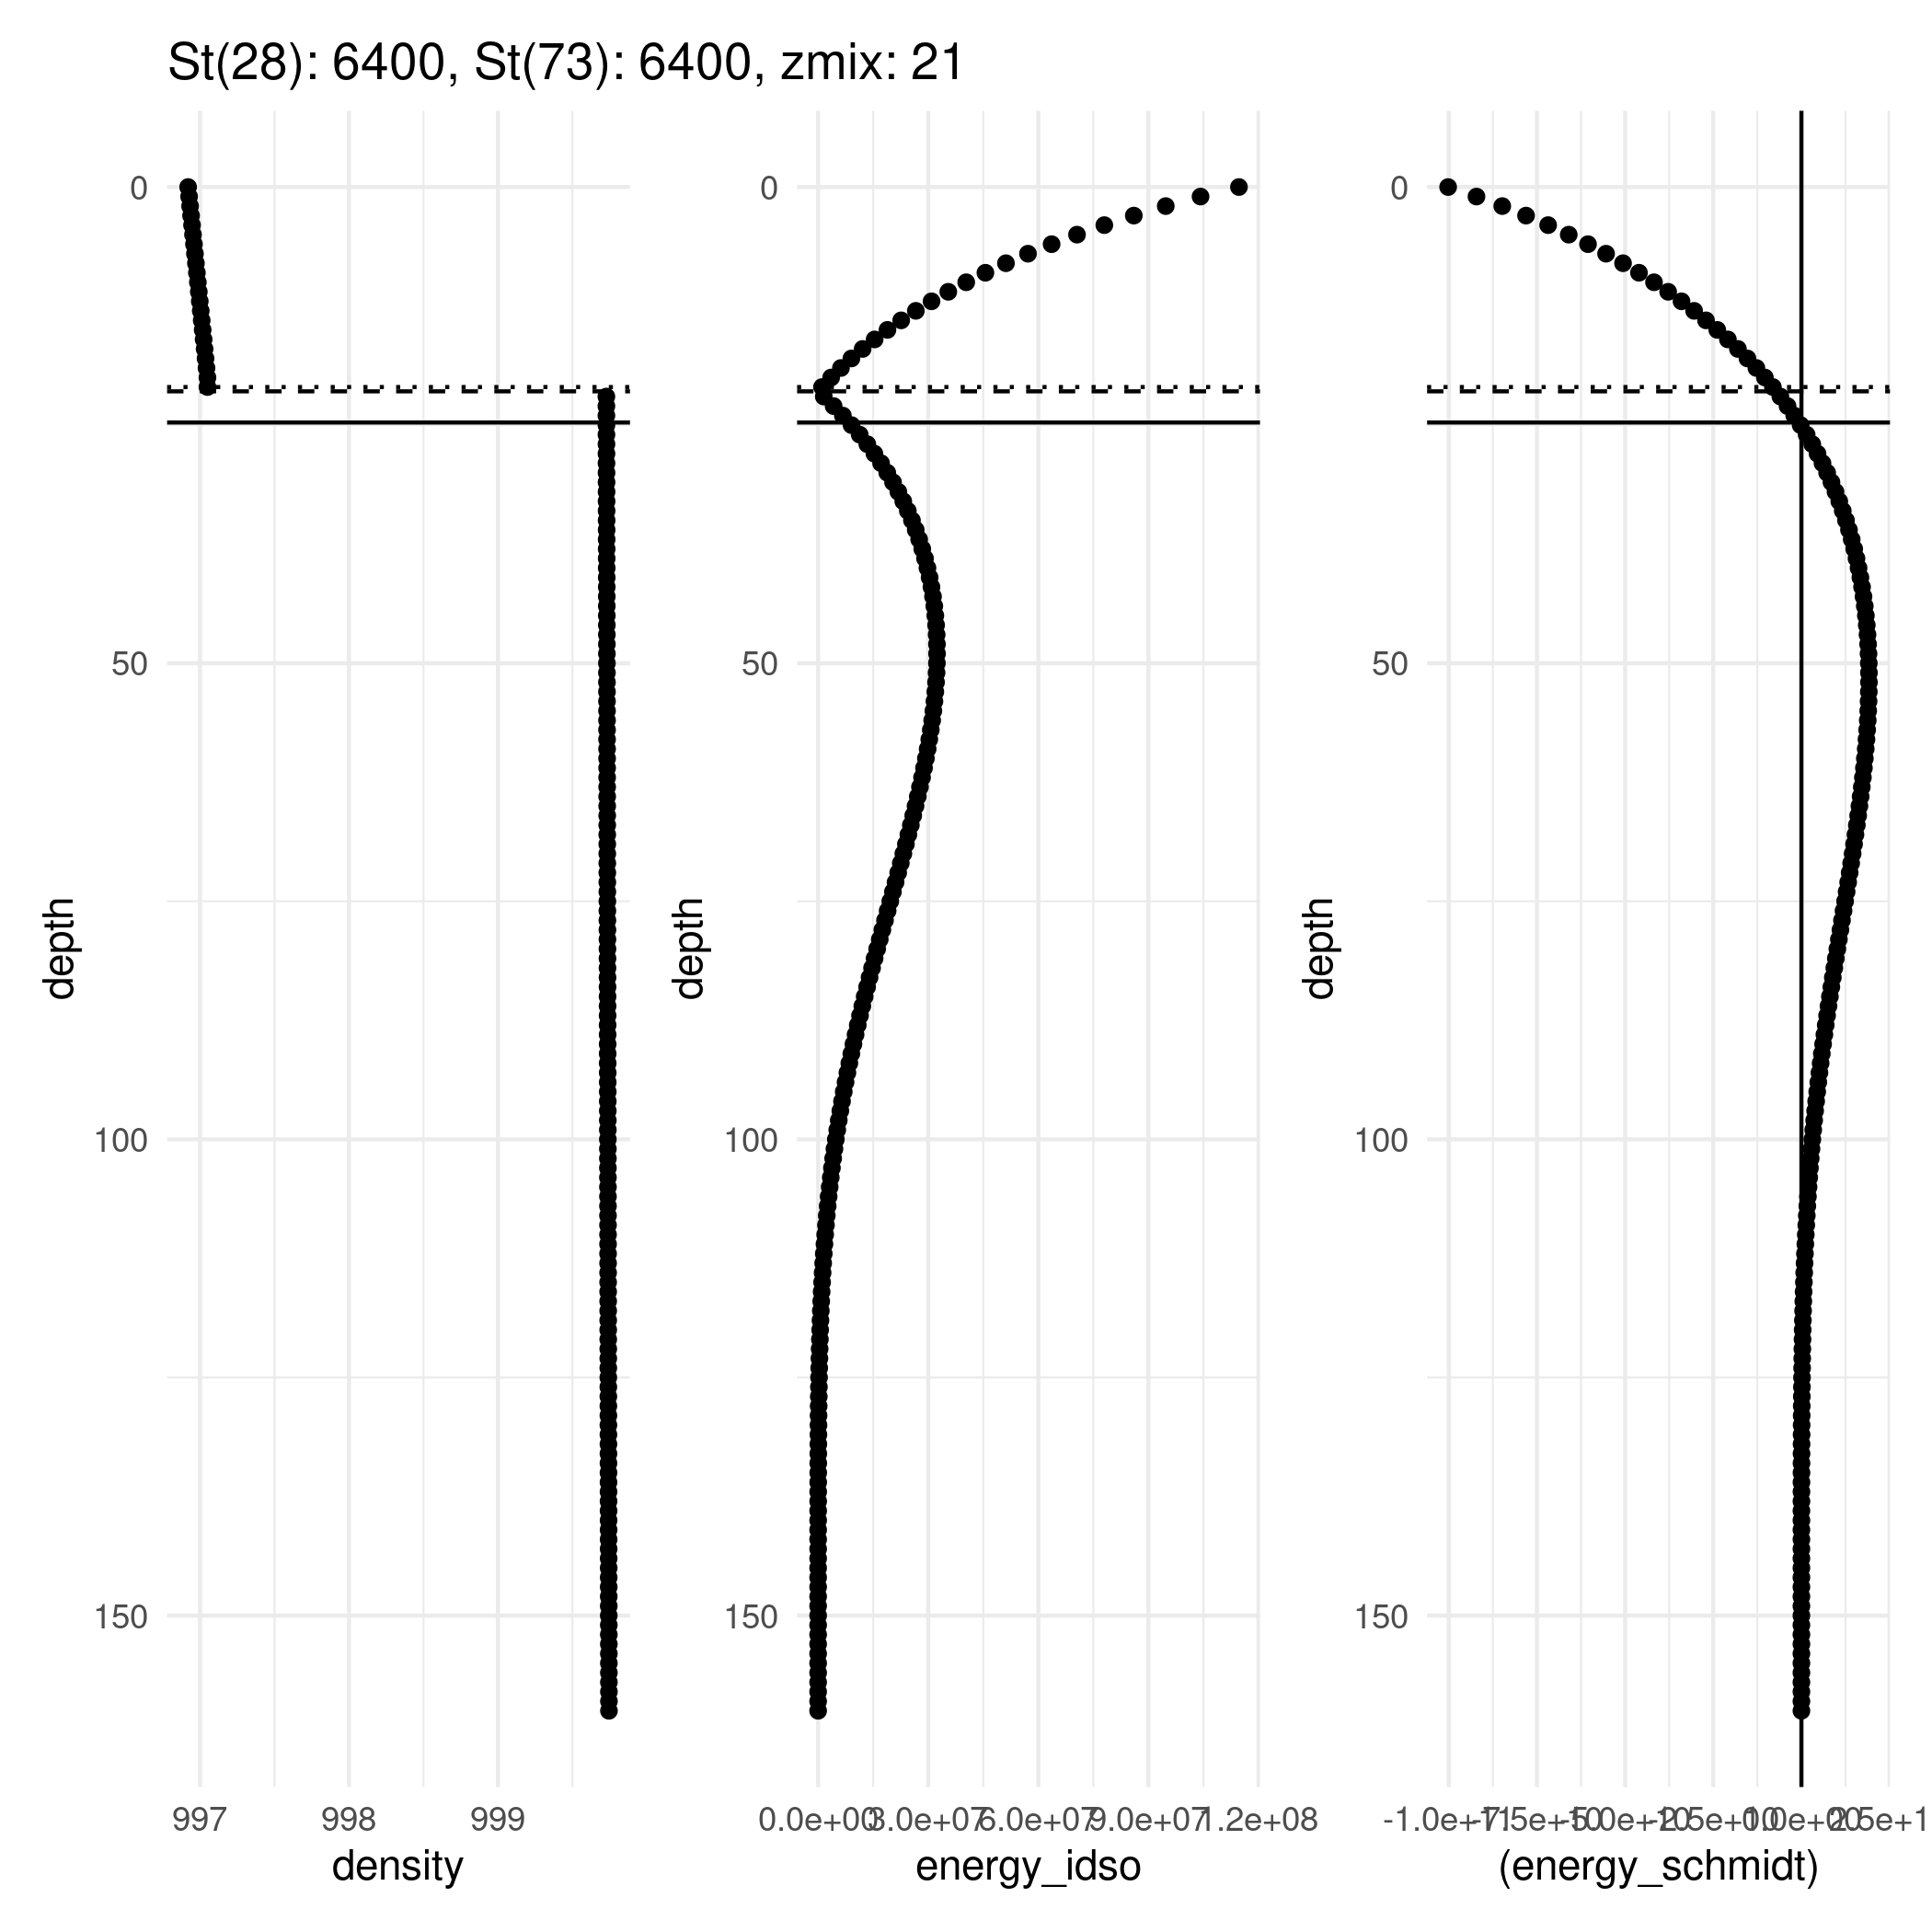 St(28): 6400, St(73): 6400, zmix: 21
0
50
100
150
depth
997
998
999
density
0
50
100
150
depth
0.0e+00
3.0e+07
6.0e+07
9.0e+07
1.2e+08
energy_idso
0
50
100
150
depth
(energy_schmidt)